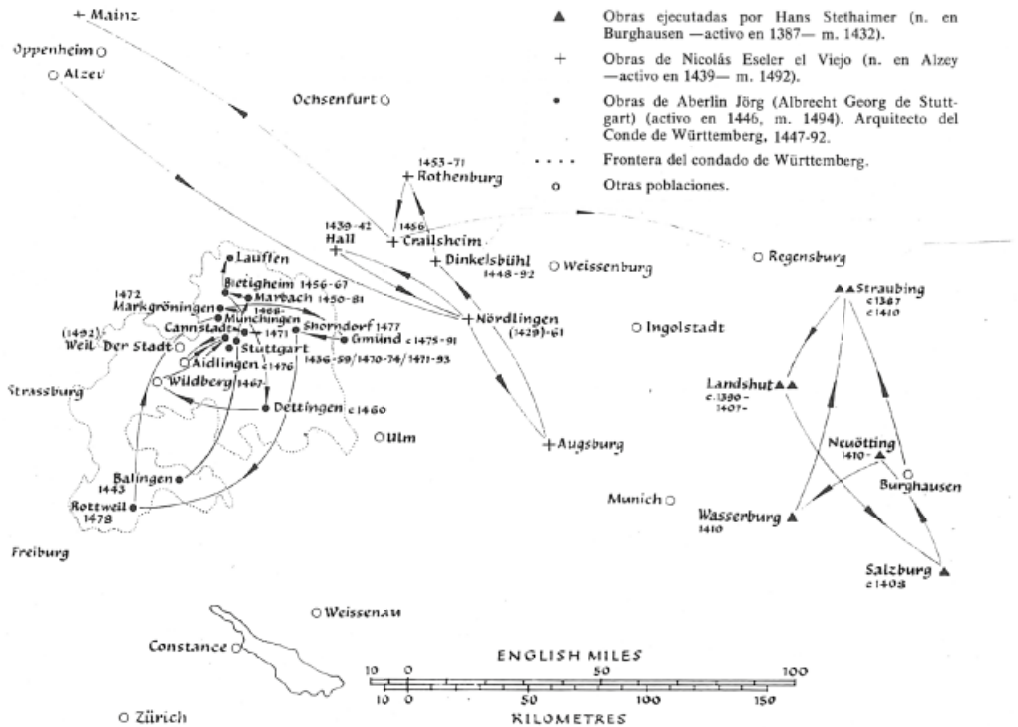 Mainz
Oppenheim
Alzey
Ochsenfurt
▲ Obras ejecutadas por Hans Stethaimer (n. en
Burghausen —activo en 1387— m. 1432).
+ Obras de Nicolás Eseler el Viejo (n. en Alzey
—activo en 1439— m. 1492).
• Obras de Aberlin Jörg (Albrecht Georg de Stutt-
gart) (activo en 1446, m. 1494). Arquitecto del
Conde de Württemberg, 1447-92.
···· Frontera del condado de Württemberg.
o Otras poblaciones.
1453-71
Rothenburg
1439-42
Hall
1456
Crailsheim
Dinkelsbühl
1448-92
Weissenburg
Regensburg
Lauffen
Bietigheim 1456-67
Marbach 1450-81
1472
Markgröningen
1488-
Munchingen
Cannstadt
1471
Shorndorf 1477
Gmünd c1475-91
(1492)
Weil Der Stadt
Stuttgart
1436-59/1470-74/1471-93
Aidlingen c1476
Wildberg 1467
Strassburg
Dettingen c1460
Nördlingen
(1429)-61
Ingolstadt
Straubing
c1387
c1410
Landshut
c.1390-
1407-
Ulm
Augsburg
Neuötting
1410-
Burghausen
Balingen
1443
Rottweil
1478
Munich
Wasserburg
1410
Freiburg
Salzburg
c1408
Weissenau
Constance
Zürich
ENGLISH MILES
10 0 50 100
10 0 50 100 150
KILOMETRES